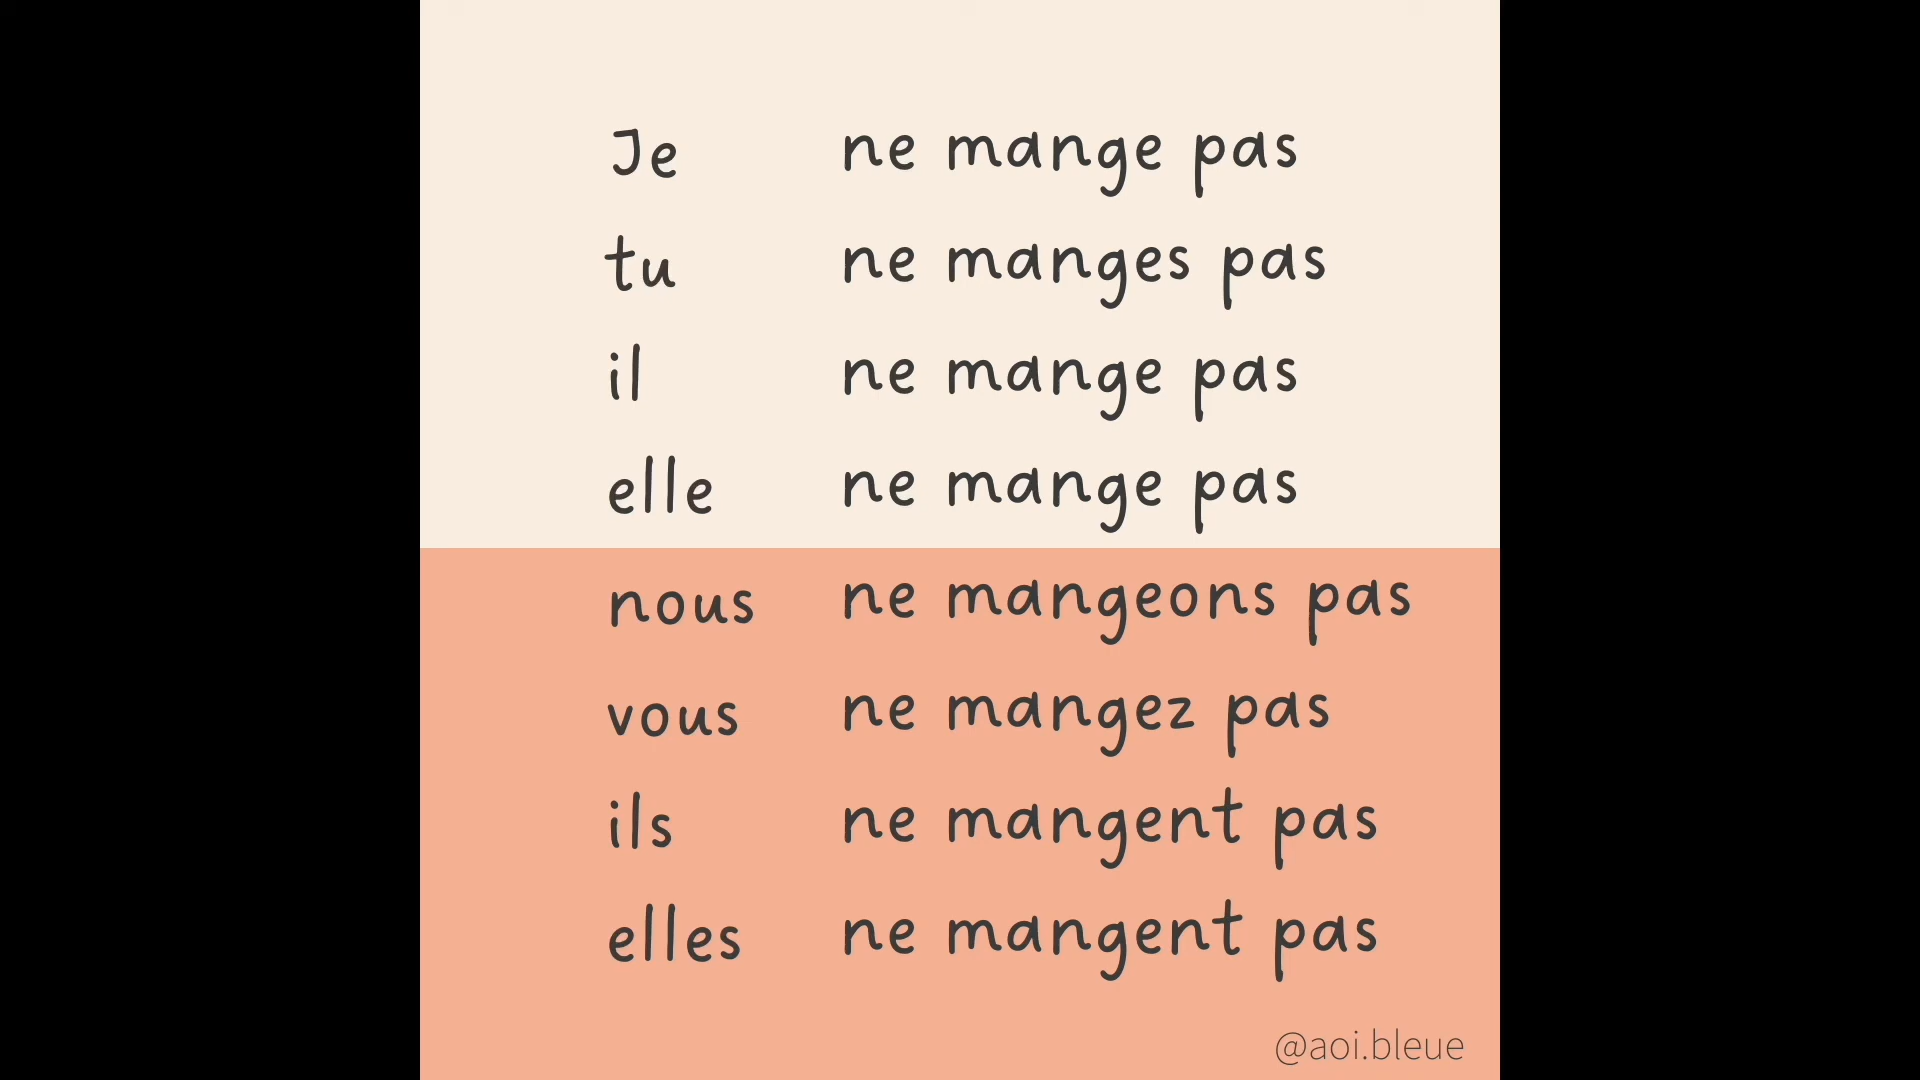 Je ne mange pas
tu ne manges pas
il ne mange pas
elle ne mange pas
nous ne mangeons pas
vous ne mangez pas
ils ne mangent pas
elles ne mangent pas
@aoi.bleue